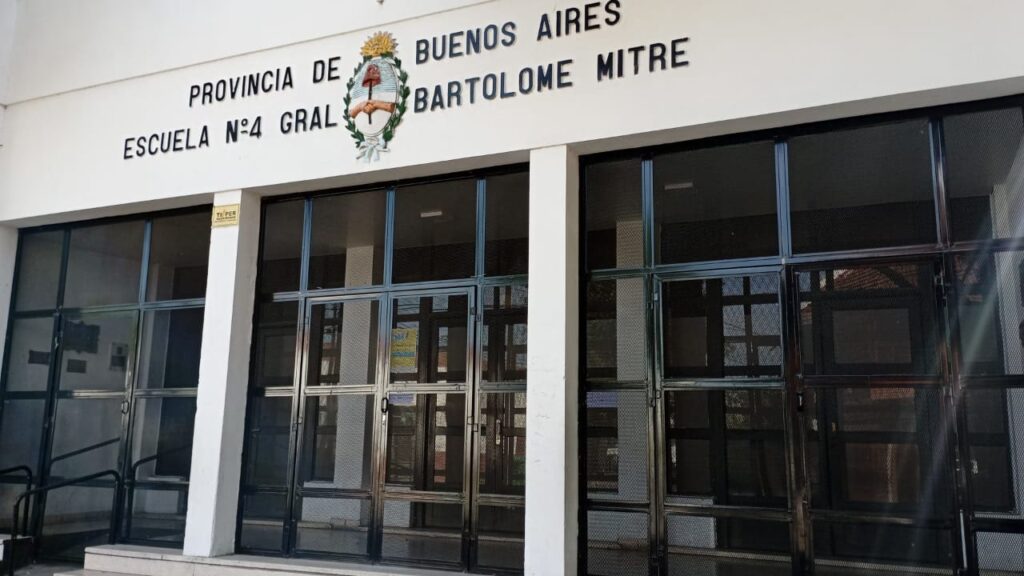 PROVINCIA DE BUENOS AIRES
ESCUELA Nº4 GRAL BARTOLOME MITRE